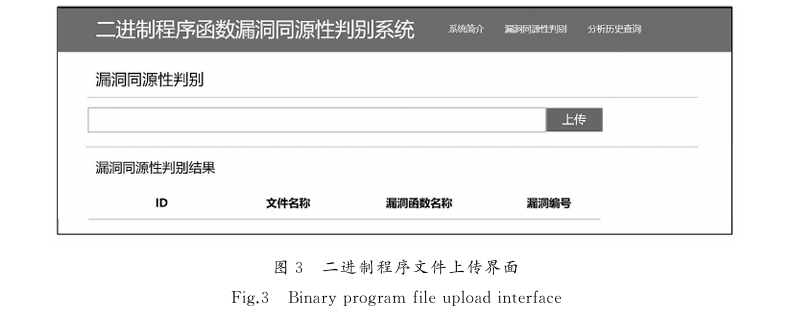 二进制程序函数漏洞同源性判别系统 系统简介 漏洞同源性判别 分析历史查询
漏洞同源性判别
上传
漏洞同源性判别结果
ID 文件名称 漏洞函数名称 漏洞编号
图 3 二进制程序文件上传界面
Fig.3 Binary program file upload interface